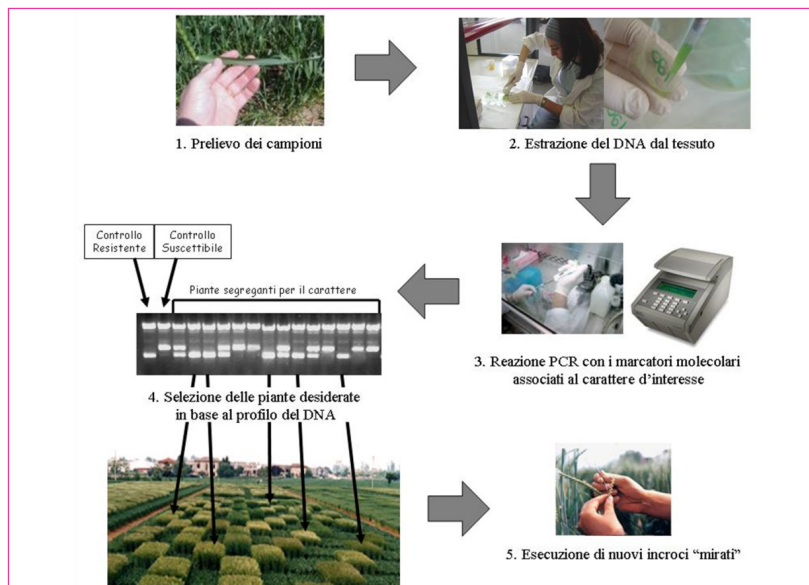 1. Prelievo dei campioni
2. Estrazione del DNA dal tessuto
3. Reazione PCR con i marcatori molecolari
associati al carattere d'interesse
Controllo
Resistente
Controllo
Suscettibile
Piante segreganti per il carattere
4. Selezione delle piante desiderate
in base al profilo del DNA
5. Esecuzione di nuovi incroci “mirati”